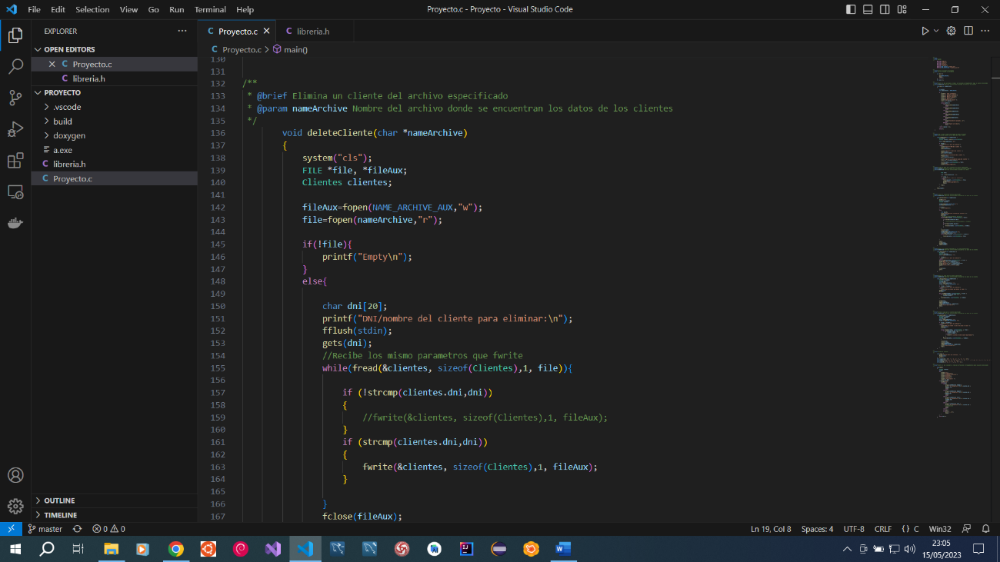 File Edit Selection View Go Run Terminal Help
Proyecto.c - Proyecto - Visual Studio Code
EXPLORER
OPEN EDITORS
Proyecto.c
libreria.h
PROYECTO
.vscode
build
doxygen
a.exe
libreria.h
Proyecto.c
OUTLINE
TIMELINE
Proyecto.c libreria.h
Proyecto.c > main()
130
131
132 /**
133 * @brief Elimina un cliente del archivo especificado
134 * @param nameArchive Nombre del archivo donde se encuentran los datos de los clientes
135 */
136 void deleteCliente(char *nameArchive)
137 {
138 system("cls");
139 FILE *file, *fileAux;
140 Clientes clientes;
141
142 fileAux=fopen(NAME_ARCHIVE_AUX,"w");
143 file=fopen(nameArchive,"r");
144
145 if(!file){
146 printf("Empty\n");
147 }
148 else{
149
150 char dni[20];
151 printf("DNI/nombre del cliente para eliminar:\n");
152 fflush(stdin);
153 gets(dni);
154 //Recibe los mismo parametros que fwrite
155 while(fread(&clientes, sizeof(Clientes),1, file)){
156
157 if (!strcmp(clientes.dni,dni))
158 {
159 //fwrite(&clientes, sizeof(Clientes),1, fileAux);
160 }
161 if (strcmp(clientes.dni,dni))
162 {
163 fwrite(&clientes, sizeof(Clientes),1, fileAux);
164 }
165
166 }
167 fclose(fileAux);
master 0 0 Ln 19, Col 8 Spaces: 4 UTF-8 CRLF {} C Win32
23:05
15/05/2023